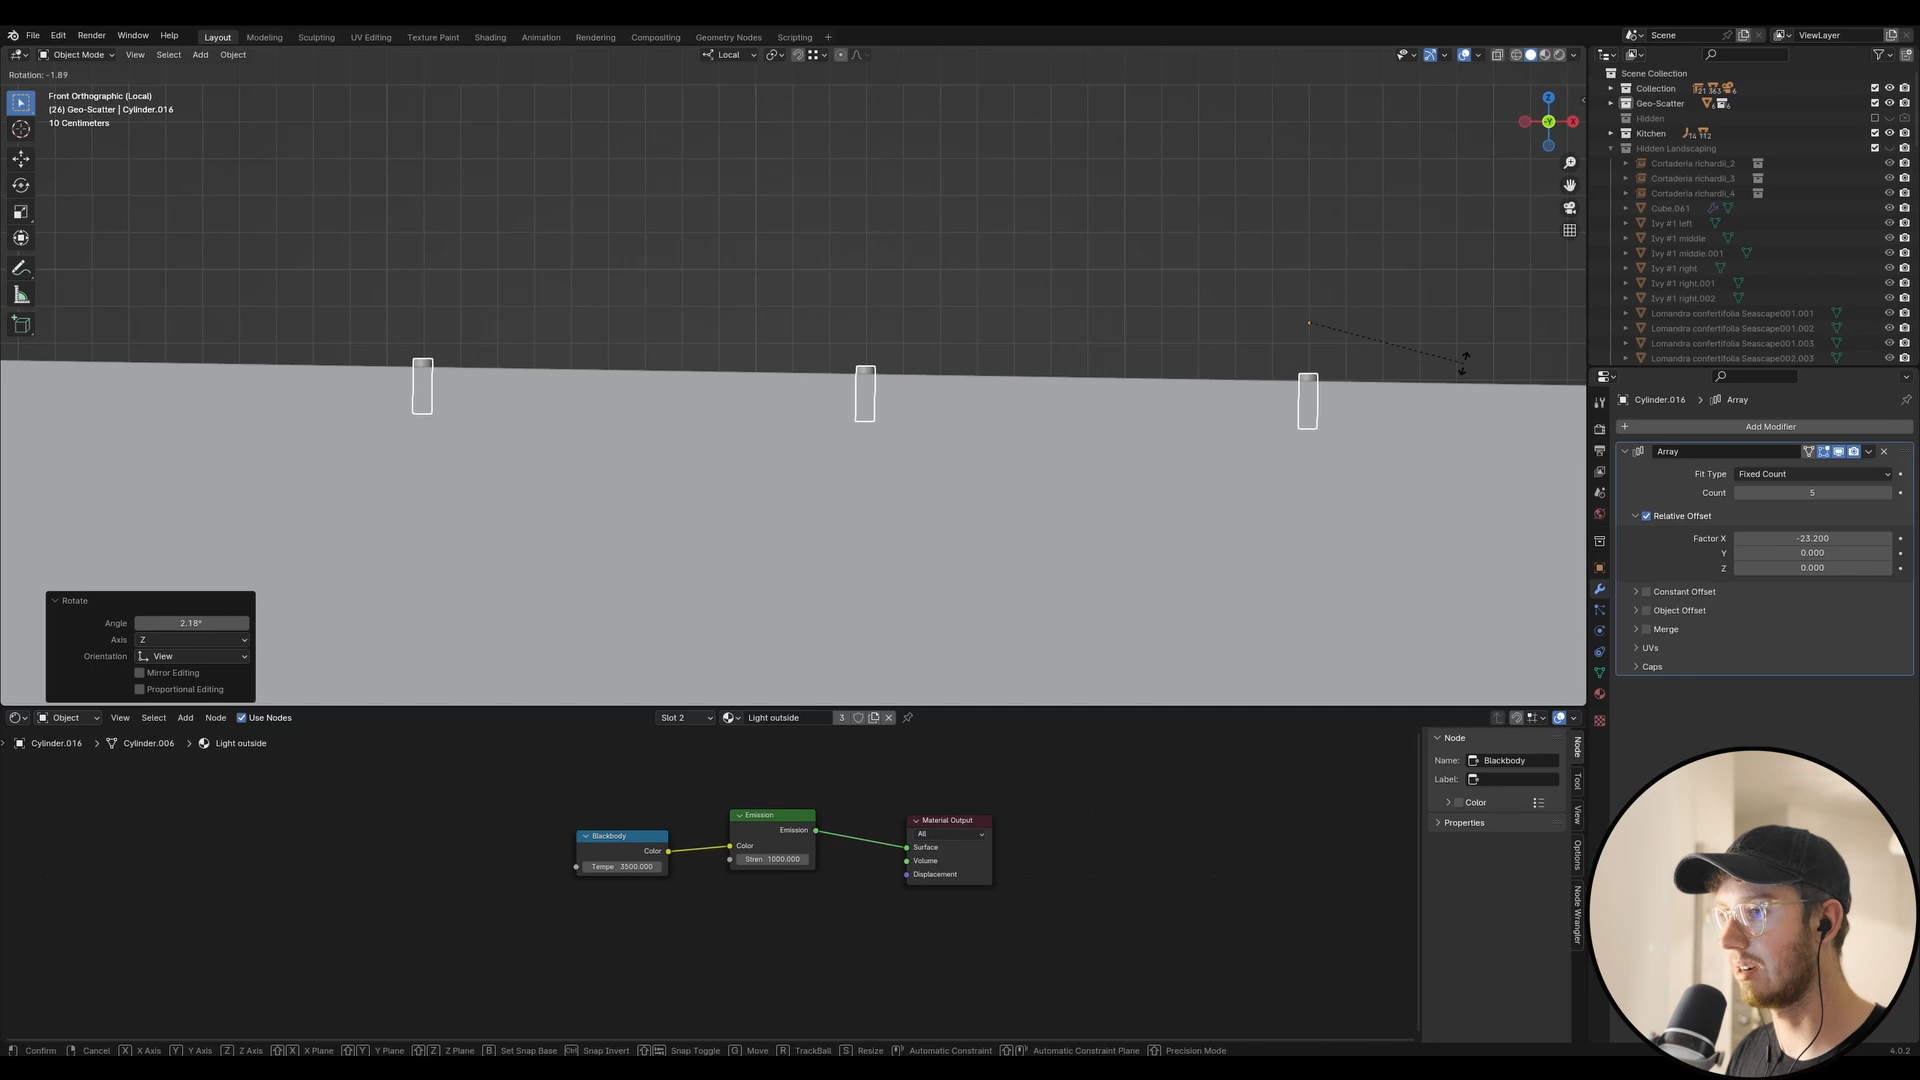 File Edit Render Window Help Layout Modeling Sculpting UV Editing Texture Paint Shading Animation Rendering Compositing Geometry Nodes Scripting + Scene ViewLayer
Object Mode View Select Add Object Local
Rotation: -1.89
Front Orthographic (Local)
(26) Geo-Scatter | Cylinder.016
10 Centimeters
Z
-Y
X
Scene Collection
Collection 21 363 6
Geo-Scatter 6 6
Hidden
Kitchen 14 112
Hidden Landscaping
Cortaderia richardii_2
Cortaderia richardii_3
Cortaderia richardii_4
Cube.061
Ivy #1 left
Ivy #1 middle
Ivy #1 middle.001
Ivy #1 right
Ivy #1 right.001
Ivy #1 right.002
Lomandra confertifolia Seascape001.001
Lomandra confertifolia Seascape001.002
Lomandra confertifolia Seascape001.003
Lomandra confertifolia Seascape002.003
Cylinder.016 > Array
+ Add Modifier
Array
Fit Type Fixed Count
Count 5
Relative Offset
Factor X -23.200
Y 0.000
Z 0.000
Constant Offset
Object Offset
Merge
UVs
Caps
Rotate
Angle 2.18°
Axis Z
Orientation View
Mirror Editing
Proportional Editing
Object View Select Add Node Use Nodes Slot 2 Light outside 3
Cylinder.016 > Cylinder.006 > Light outside
Blackbody
Color
Tempe 3500.000
Emission
Emission
Color
Stren 1000.000
Material Output
All
Surface
Volume
Displacement
Node
Name: Blackbody
Label:
Color
Properties
Node
Tool
View
Options
Node Wrangler
Confirm Cancel X X Axis Y Y Axis Z Z Axis X X Plane Y Y Plane Z Z Plane B Set Snap Base Ctrl Snap Invert Snap Toggle G Move R TrackBall S Resize Automatic Constraint Automatic Constraint Plane Precision Mode 4.0.2